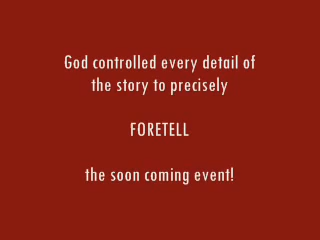 God controlled every detail of
the story to precisely
FORETELL
the soon coming event!